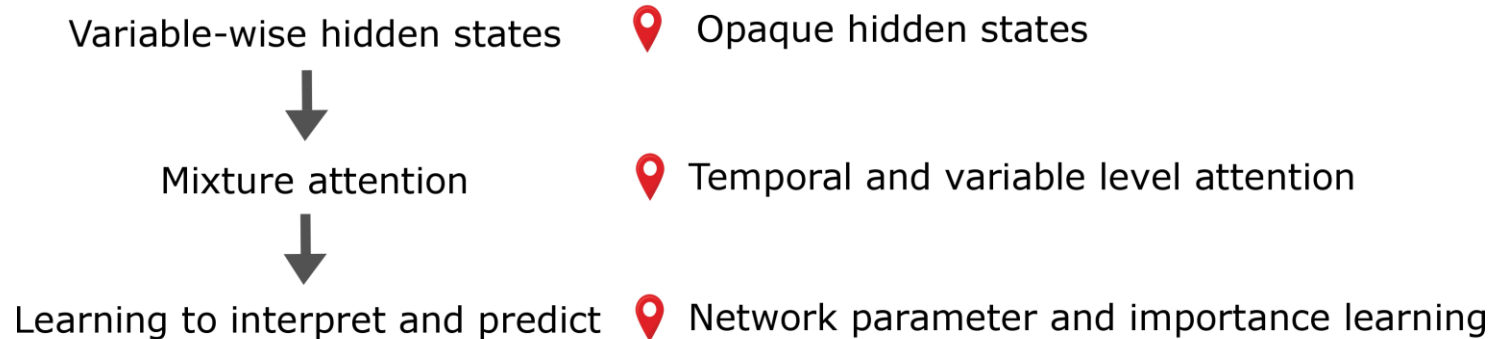 Variable-wise hidden states
Opaque hidden states
Mixture attention
Temporal and variable level attention
Learning to interpret and predict
Network parameter and importance learning